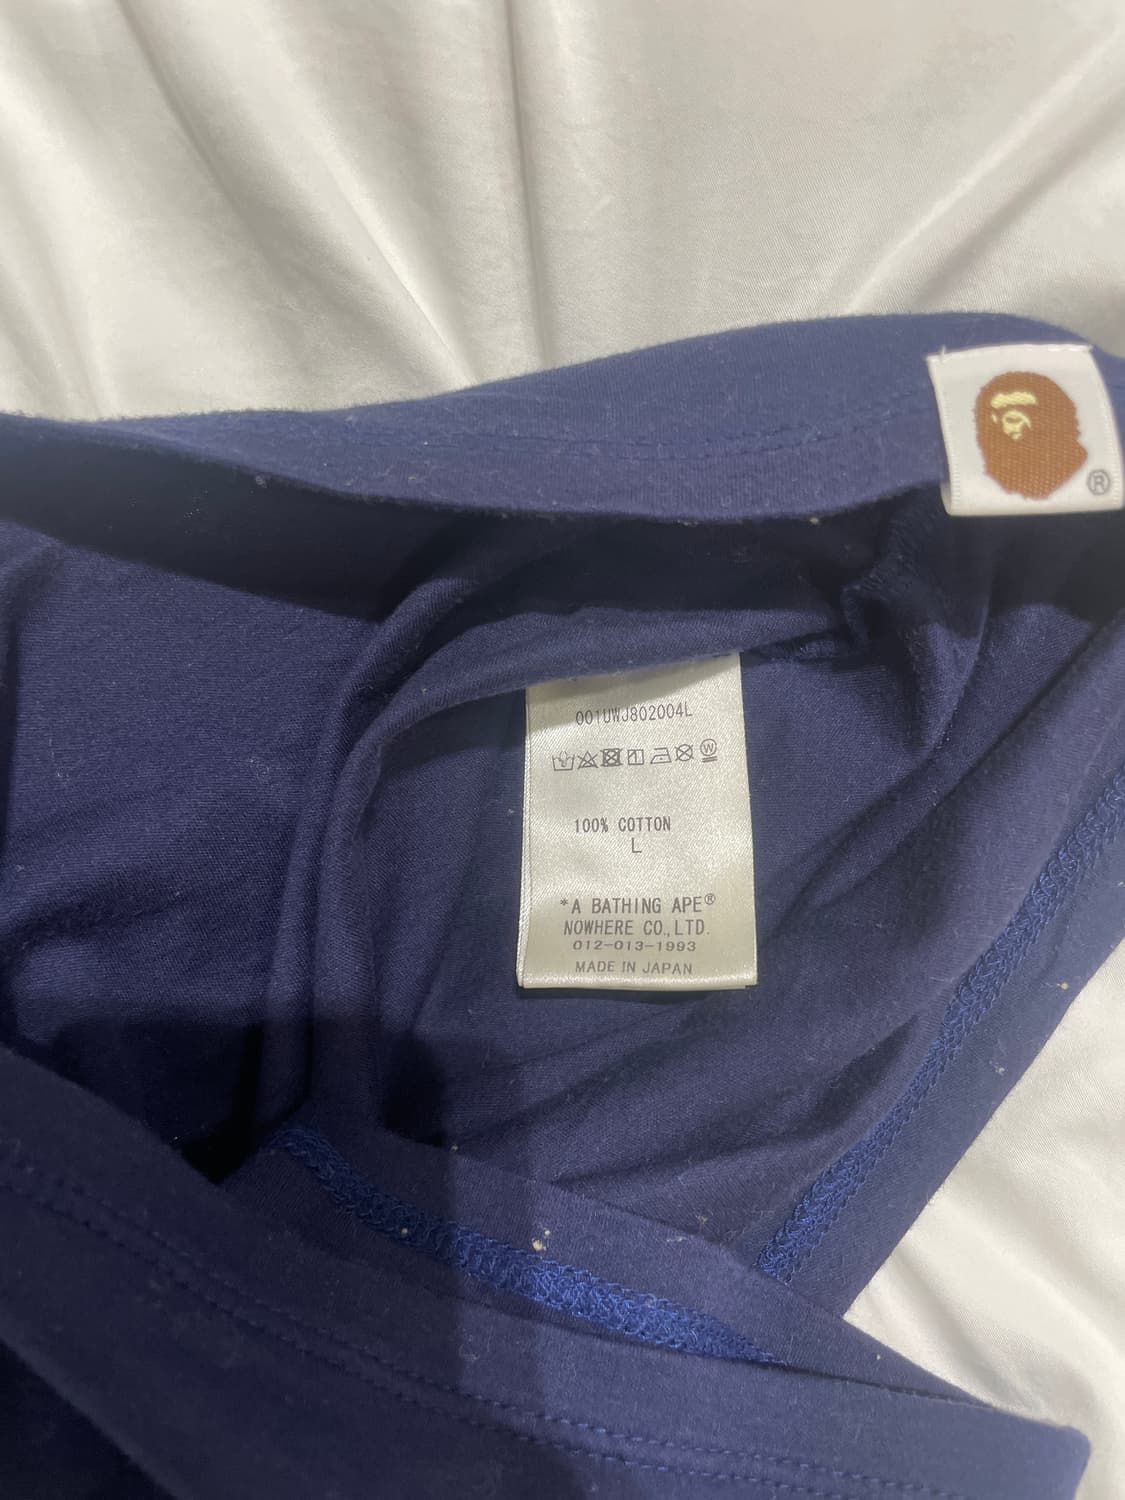 ®
001UWJ802004L
W
100% COTTON
L
*A BATHING APE®
NOWHERE CO.,LTD.
012-013-1993
MADE IN JAPAN